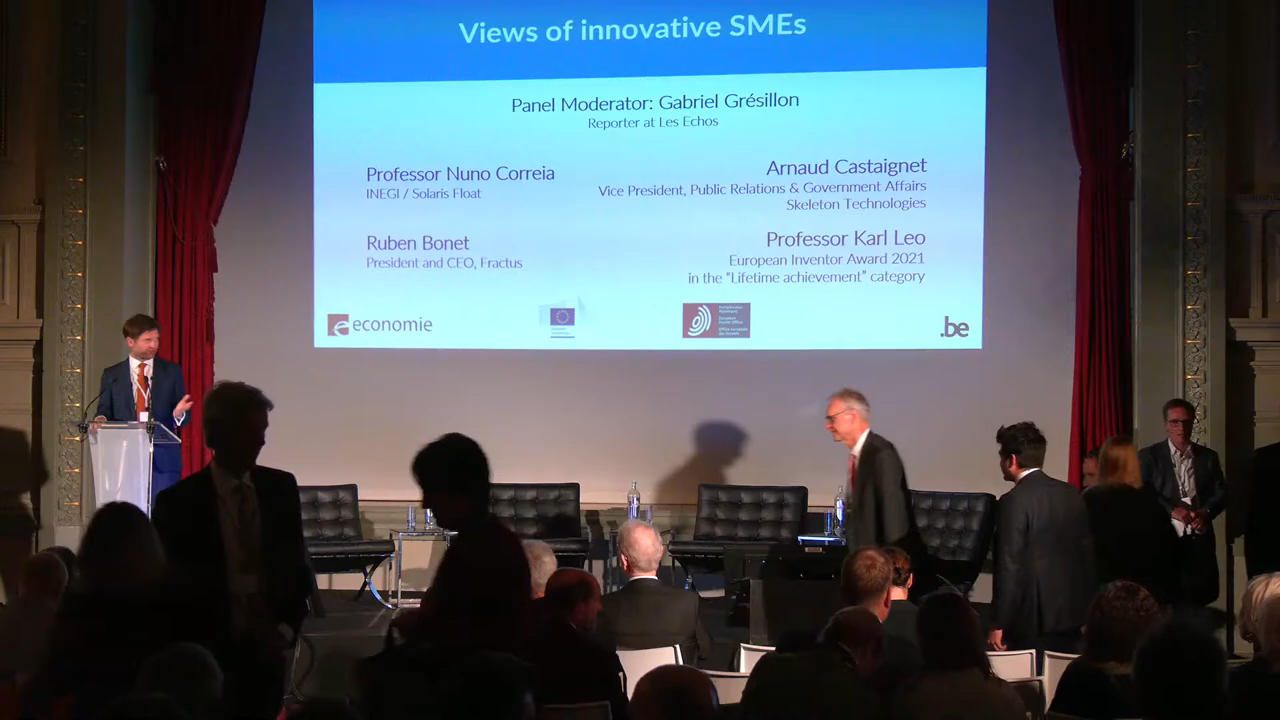 Views of innovative SMEs
Panel Moderator: Gabriel Grésillon
Reporter at Les Echos
Professor Nuno Correia
INEGI / Solaris Float
Arnaud Castaignet
Vice President, Public Relations & Government Affairs
Skeleton Technologies
Ruben Bonet
President and CEO, Fractus
Professor Karl Leo
European Inventor Award 2021
in the “Lifetime achievement” category
economie
.be